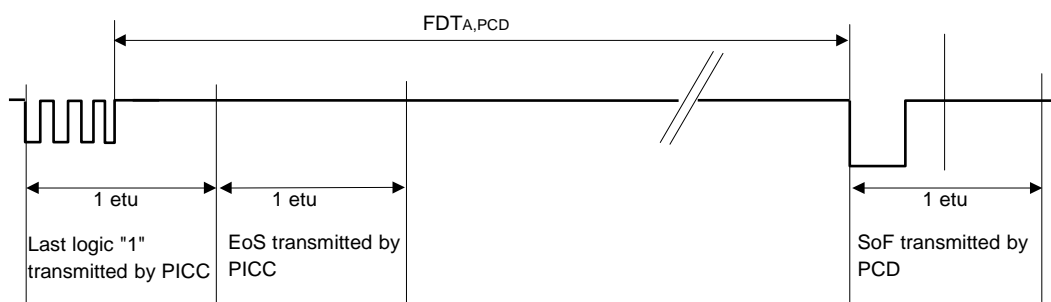 FDTA,PCD
1 etu
1 etu
1 etu
Last logic "1"
transmitted by PICC
EoS transmitted by
PICC
SoF transmitted by
PCD